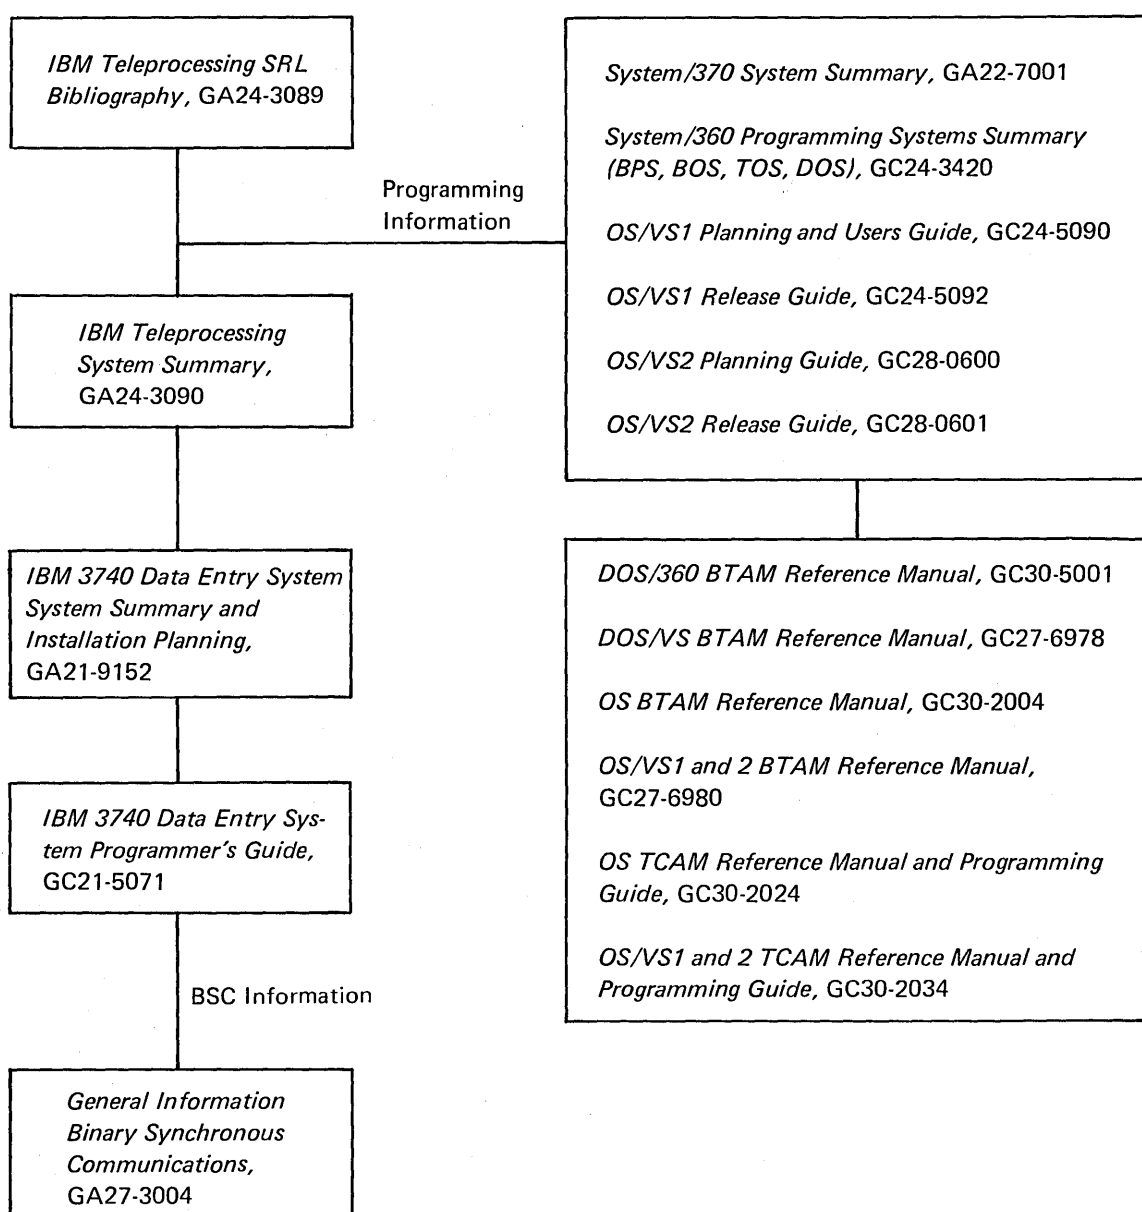 IBM Teleprocessing SRL
Bibliography, GA24-3089
Programming
Information
IBM Teleprocessing
System Summary,
GA24-3090
IBM 3740 Data Entry System
System Summary and
Installation Planning,
GA21-9152
IBM 3740 Data Entry Sys-
tem Programmer's Guide,
GC21-5071
BSC Information
General Information
Binary Synchronous
Communications,
GA27-3004
System/370 System Summary, GA22-7001
System/360 Programming Systems Summary
(BPS, BOS, TOS, DOS), GC24-3420
OS/VS1 Planning and Users Guide, GC24-5090
OS/VS1 Release Guide, GC24-5092
OS/VS2 Planning Guide, GC28-0600
OS/VS2 Release Guide, GC28-0601
DOS/360 BTAM Reference Manual, GC30-5001
DOS/VS BTAM Reference Manual, GC27-6978
OS BTAM Reference Manual, GC30-2004
OS/VS1 and 2 BTAM Reference Manual,
GC27-6980
OS TCAM Reference Manual and Programming
Guide, GC30-2024
OS/VS1 and 2 TCAM Reference Manual and
Programming Guide, GC30-2034